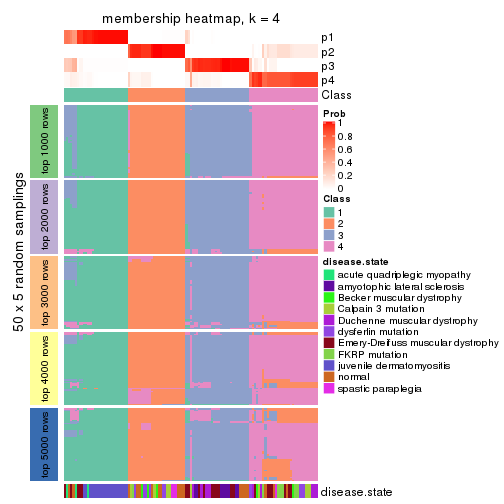 membership heatmap, k = 4
p1
p2
p3
p4
Class
50 x 5 random samplings
top 1000 rows
top 2000 rows
top 3000 rows
top 4000 rows
top 5000 rows
Prob
1
0.8
0.6
0.4
0.2
0
Class
1
2
3
4
disease.state
acute quadriplegic myopathy
amyotophic lateral sclerosis
Becker muscular dystrophy
Calpain 3 mutation
Duchenne muscular dystrophy
dysferlin mutation
Emery-Dreifuss muscular dystrophy
FKRP mutation
juvenile dermatomyositis
normal
spastic paraplegia
disease.state